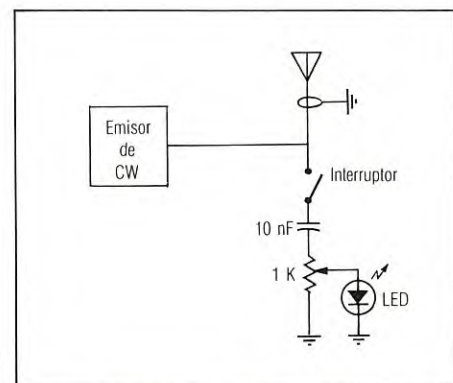 Emisor
de
CW
Interruptor
10 nF
1 K
LED